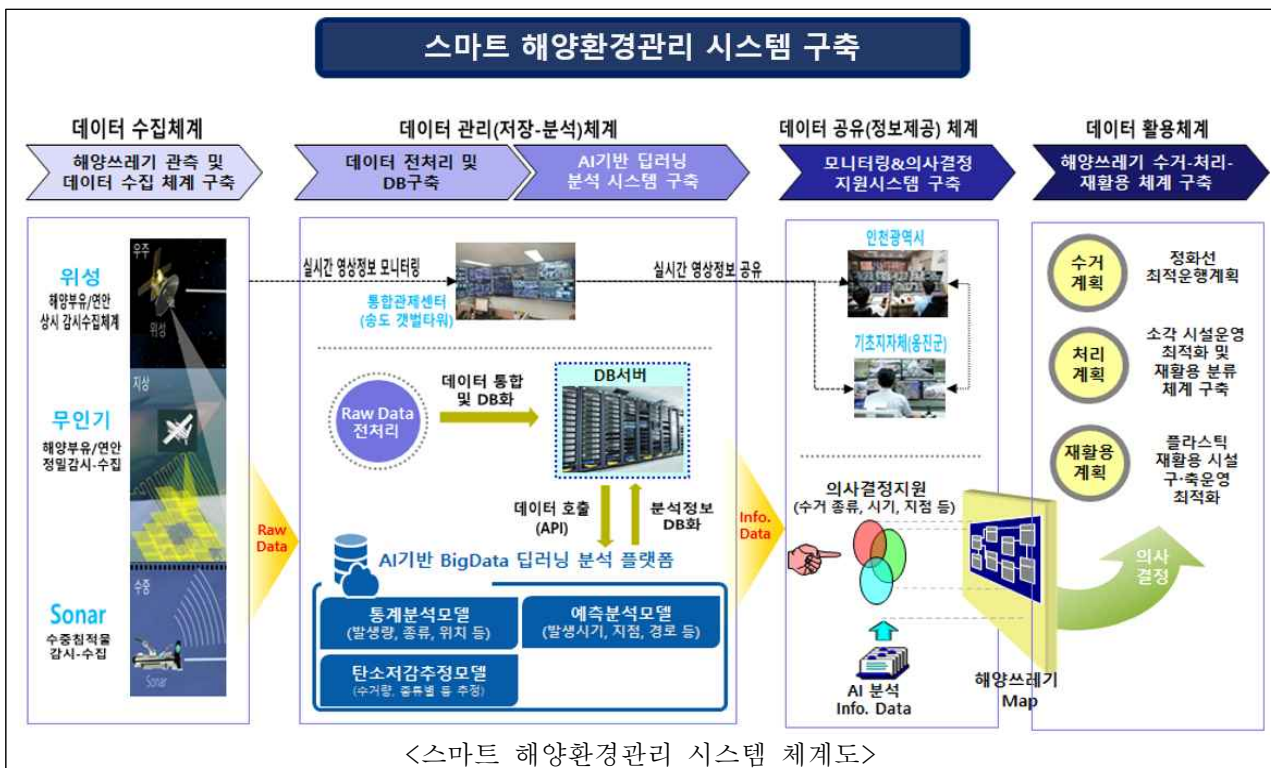 스마트 해양환경관리 시스템 구축
데이터 수집체계
해양쓰레기 관측 및
데이터 수집 체계 구축
데이터 관리(저장-분석)체계
데이터 전처리 및
DB구축
AI기반 딥러닝
분석 시스템 구축
데이터 공유(정보제공) 체계
모니터링&의사결정
지원시스템 구축
데이터 활용체계
해양쓰레기 수거-처리-
재활용 체계 구축
위성
해양부유/연안
상시 감시수집체계
우주
위성
무인기
해양부유/연안
정밀감시-수집
지상
Sonar
수중침적물
감시-수집
수중
Sonar
Raw
Data
실시간 영상정보 모니터링
통합관제센터
(송도 갯벌타워)
실시간 영상정보 공유
Raw Data
전처리
데이터 통합
및 DB화
DB서버
데이터 호출
(API)
분석정보
DB화
AI기반 BigData 딥러닝 분석 플랫폼
통계분석모델
(발생량, 종류, 위치 등)
예측분석모델
(발생시기, 지점, 경로 등)
탄소저감추정모델
(수거량, 종류별 등 추정)
Info.
Data
인천광역시
기초지자체(옹진군)
의사결정지원
(수거 종류, 시기, 지점 등)
AI 분석
Info. Data
해양쓰레기
Map
수거
계획
정화선
최적운행계획
처리
계획
소각 시설운영
최적화 및
재활용 분류
체계 구축
재활용
계획
플라스틱
재활용 시설
구·축운영
최적화
의사
결정
<스마트 해양환경관리 시스템 체계도>